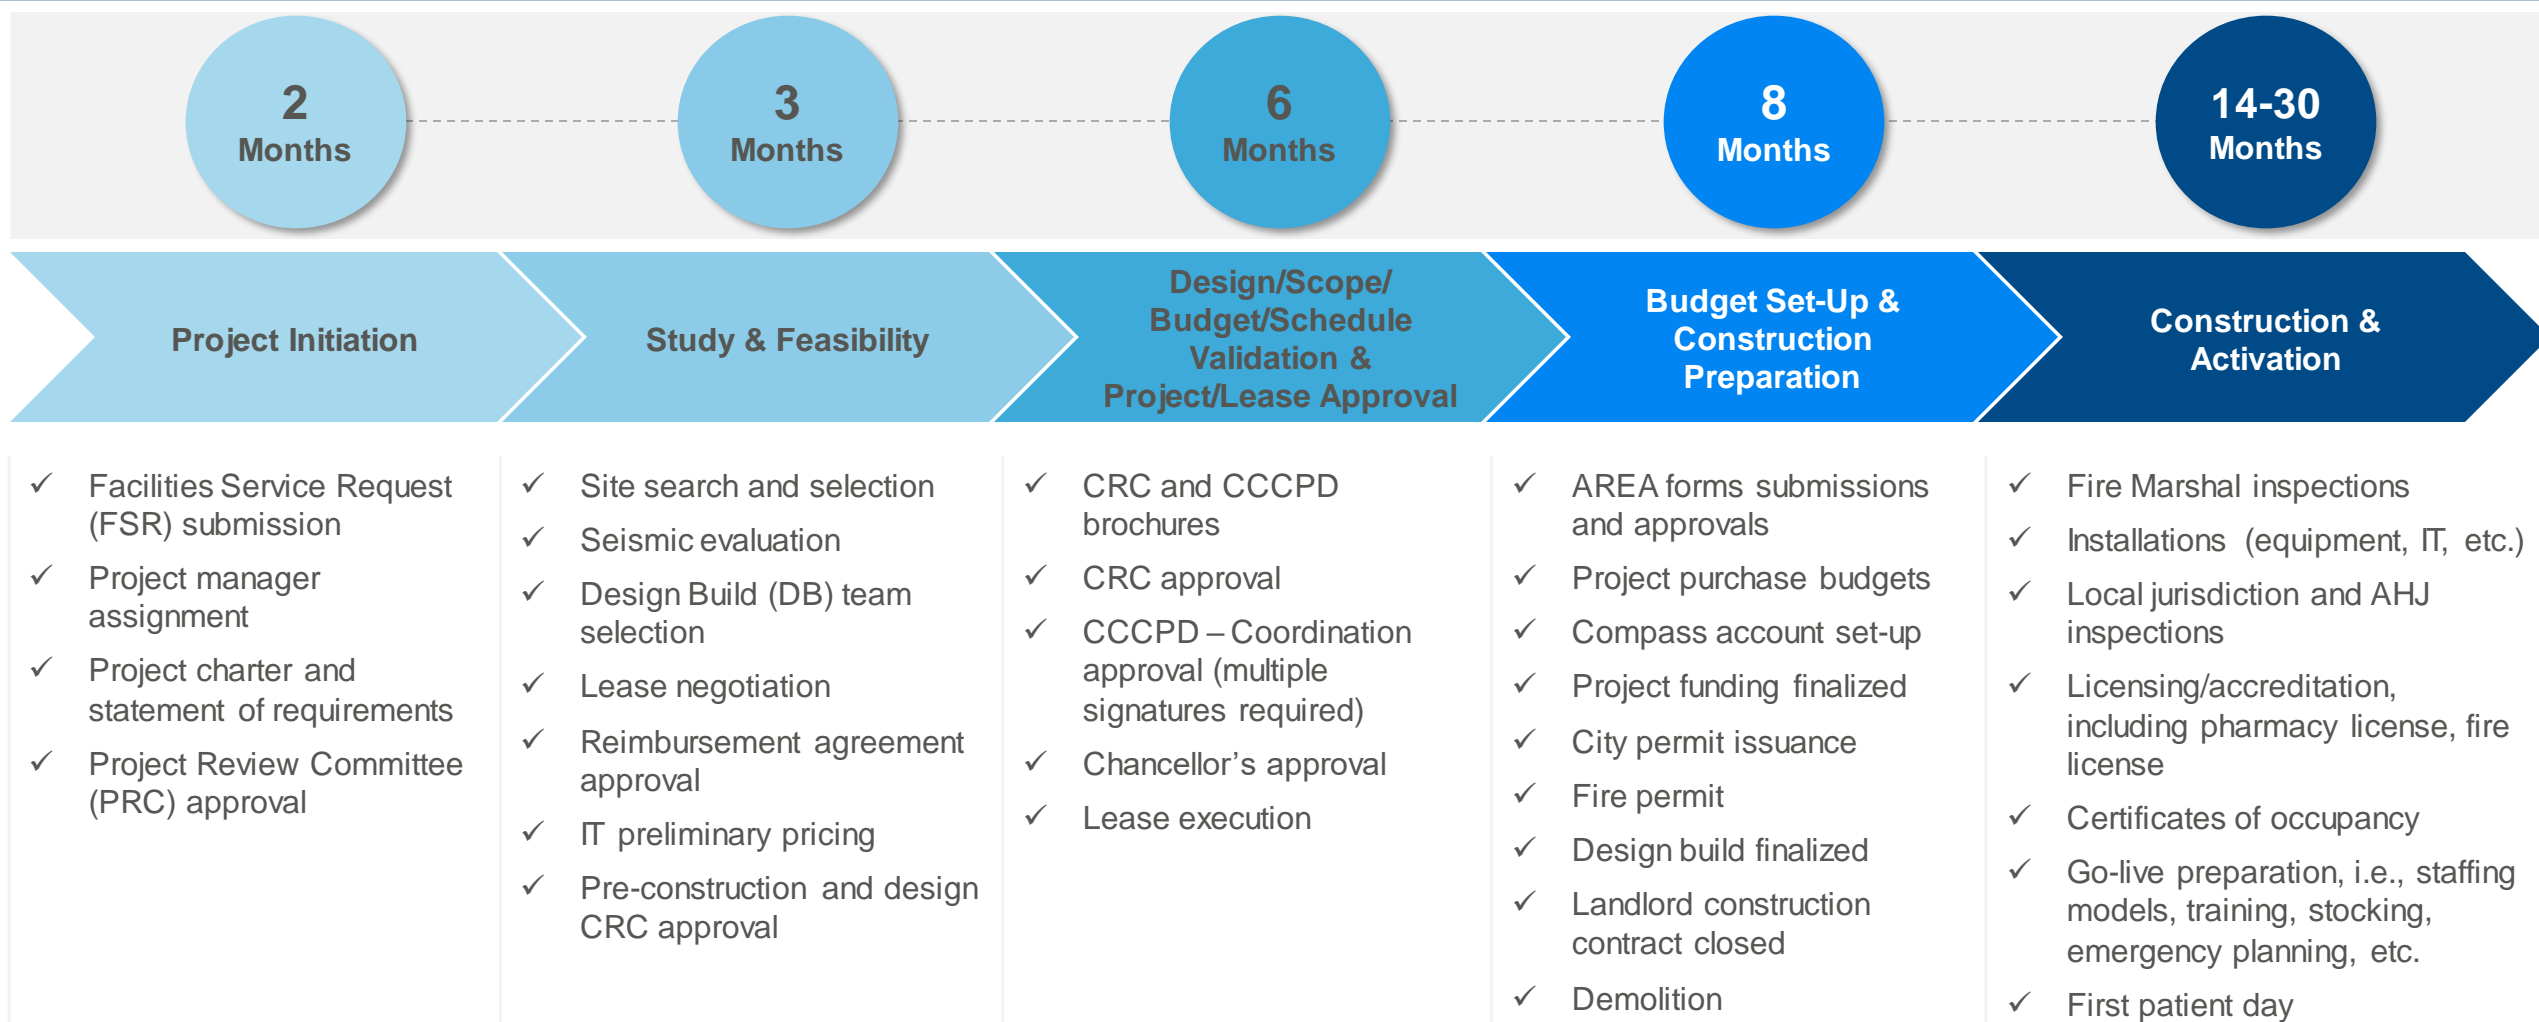 2
Months
3
Months
6
Months
8
Months
14-30
Months
Project Initiation
Study & Feasibility
Design/Scope/
Budget/Schedule
Validation &
Project/Lease Approval
Budget Set-Up &
Construction
Preparation
Construction &
Activation
✓ Facilities Service Request
(FSR) submission
✓ Project manager
assignment
✓ Project charter and
statement of requirements
✓ Project Review Committee
(PRC) approval
✓ Site search and selection
✓ Seismic evaluation
✓ Design Build (DB) team
selection
✓ Lease negotiation
✓ Reimbursement agreement
approval
✓ IT preliminary pricing
✓ Pre-construction and design
CRC approval
✓ CRC and CCCPD
brochures
✓ CRC approval
✓ CCCPD – Coordination
approval (multiple
signatures required)
✓ Chancellor’s approval
✓ Lease execution
✓ AREA forms submissions
and approvals
✓ Project purchase budgets
✓ Compass account set-up
✓ Project funding finalized
✓ City permit issuance
✓ Fire permit
✓ Design build finalized
✓ Landlord construction
contract closed
✓ Demolition
✓ Fire Marshal inspections
✓ Installations (equipment, IT, etc.)
✓ Local jurisdiction and AHJ
inspections
✓ Licensing/accreditation,
including pharmacy license, fire
license
✓ Certificates of occupancy
✓ Go-live preparation, i.e., staffing
models, training, stocking,
emergency planning, etc.
✓ First patient day